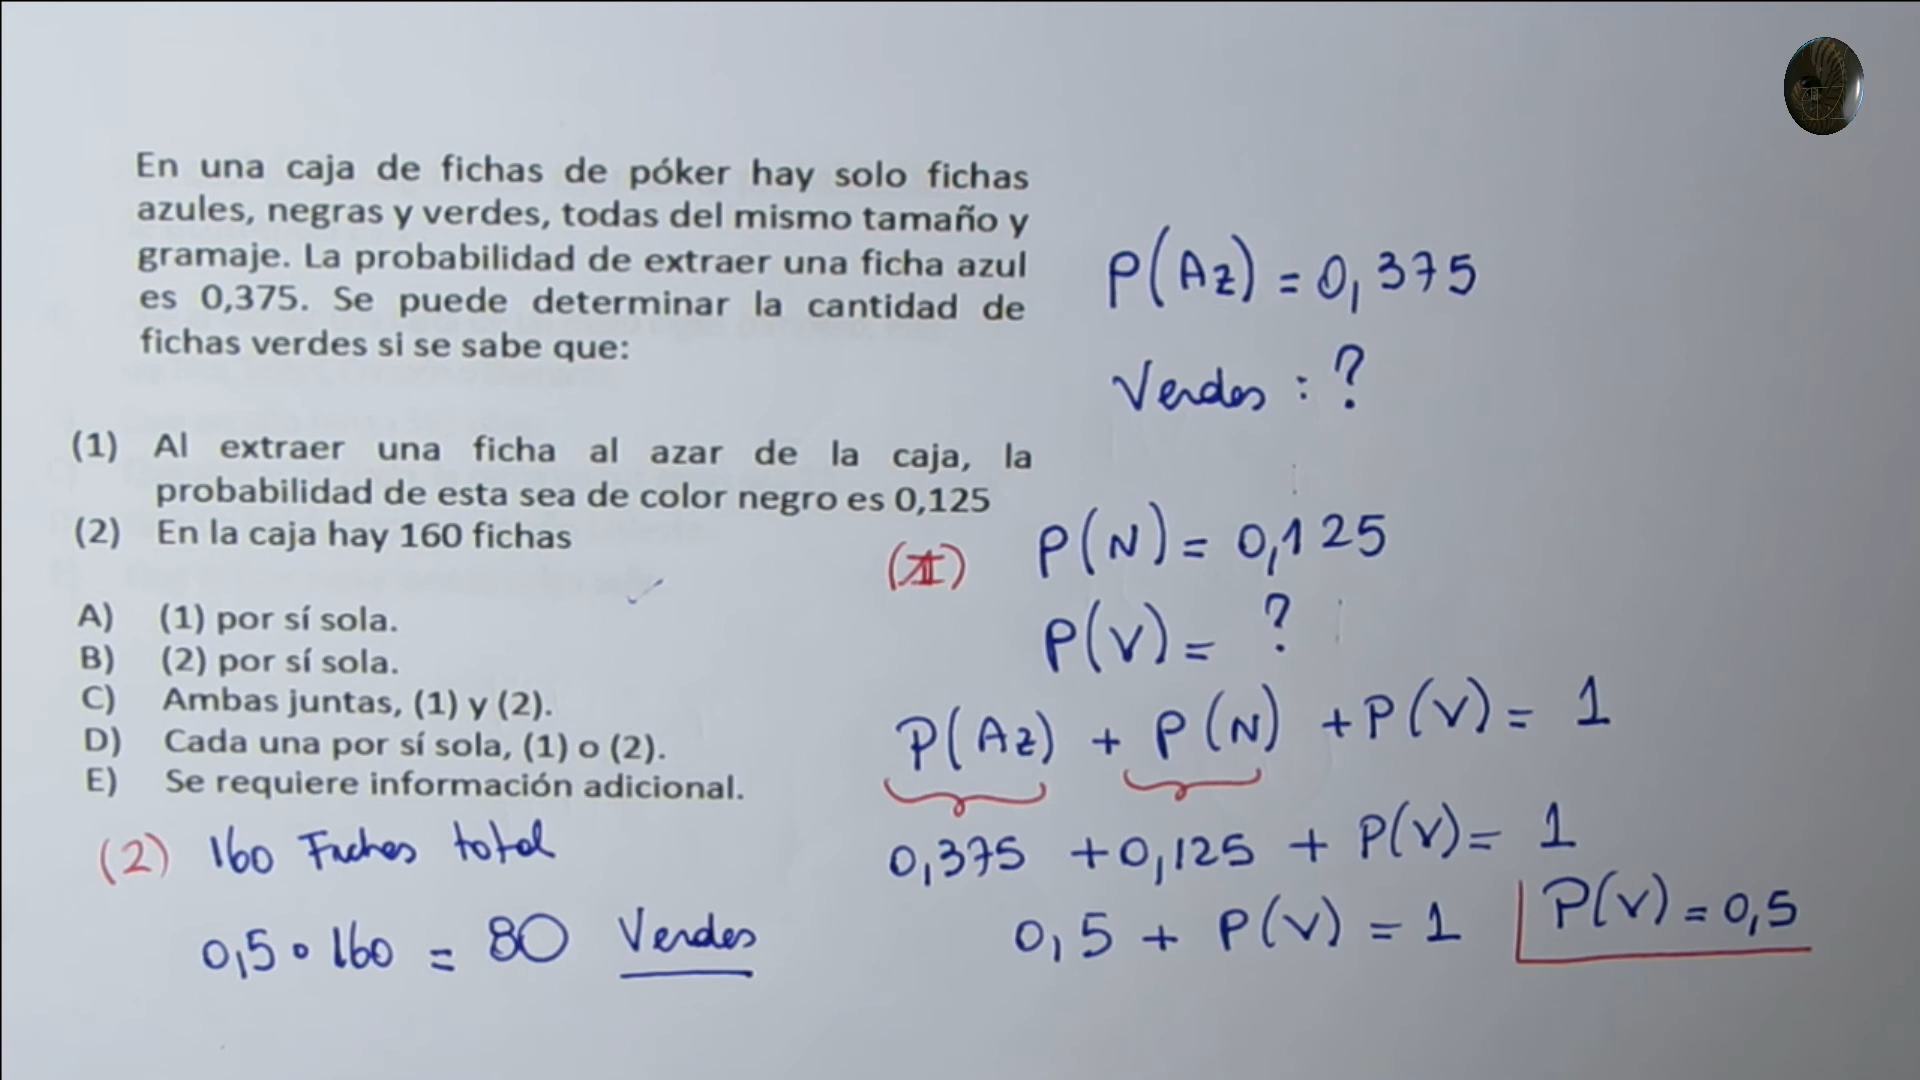 En una caja de fichas de póker hay solo fichas
azules, negras y verdes, todas del mismo tamaño y
gramaje. La probabilidad de extraer una ficha azul
es 0,375. Se puede determinar la cantidad de
fichas verdes si se sabe que:
(1) Al extraer una ficha al azar de la caja, la
probabilidad de esta sea de color negro es 0,125
(2) En la caja hay 160 fichas
A) (1) por sí sola.
B) (2) por sí sola.
C) Ambas juntas, (1) y (2).
D) Cada una por sí sola, (1) o (2).
E) Se requiere información adicional.
(2) 160 Fichas total
0,5 • 160 = 80 Verdes
P(Az) = 0,375
Verdes : ?
P(N) = 0,125
P(V) = ?
P(Az) + P(N) + P(V) = 1
0,375 + 0,125 + P(V) = 1
0,5 + P(V) = 1
P(V) = 0,5